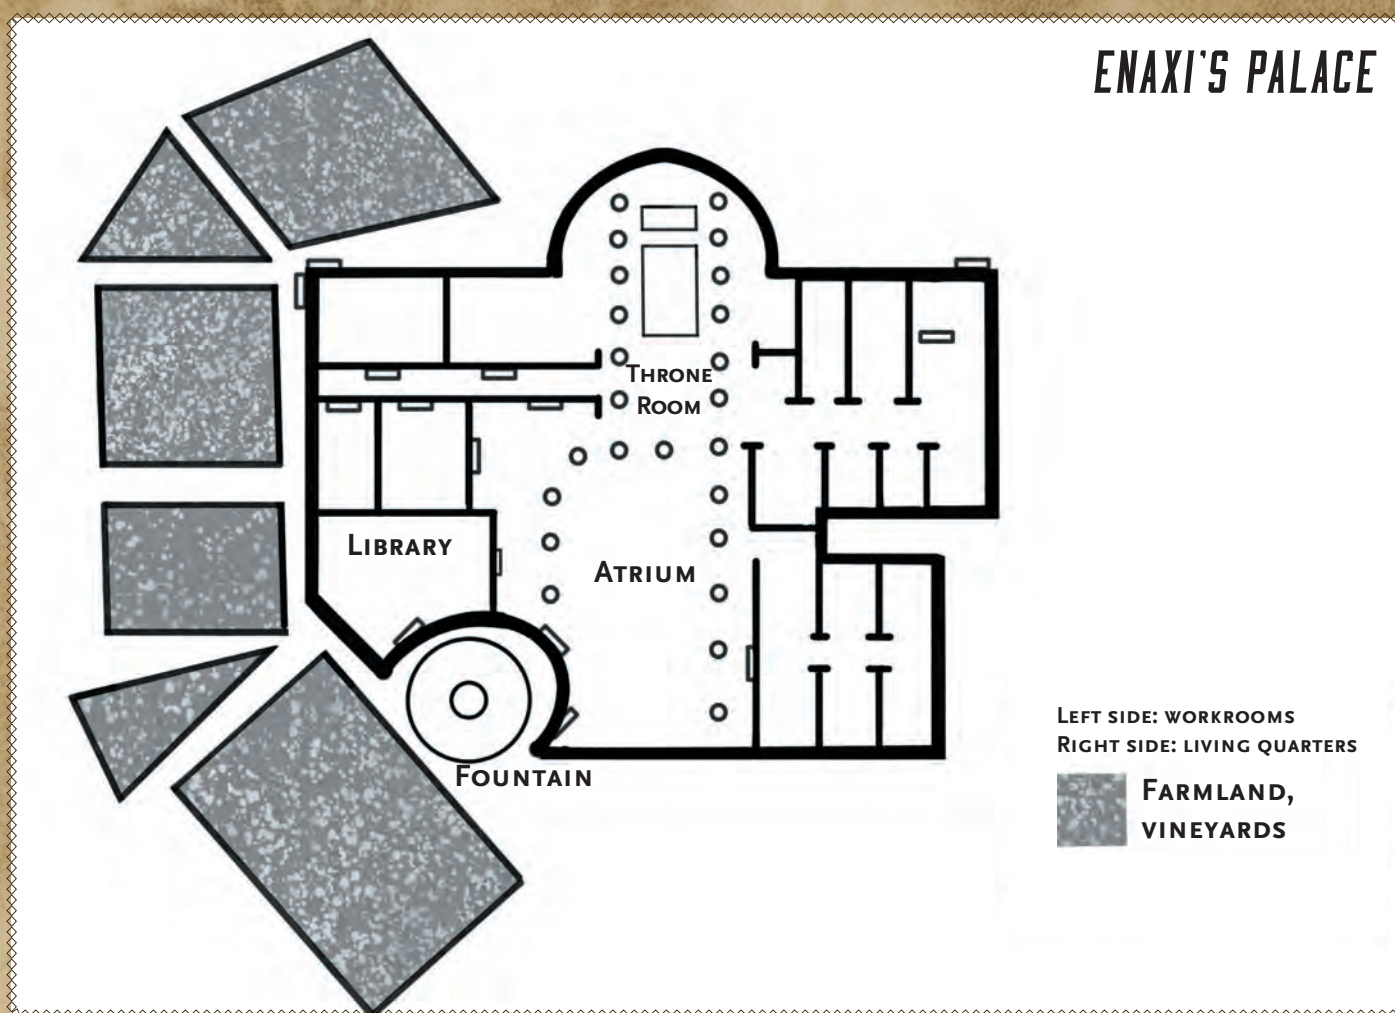 ENAXI'S PALACE
THRONE
ROOM
LIBRARY
ATRIUM
FOUNTAIN
LEFT SIDE: WORKROOMS
RIGHT SIDE: LIVING QUARTERS
FARMLAND,
VINEYARDS